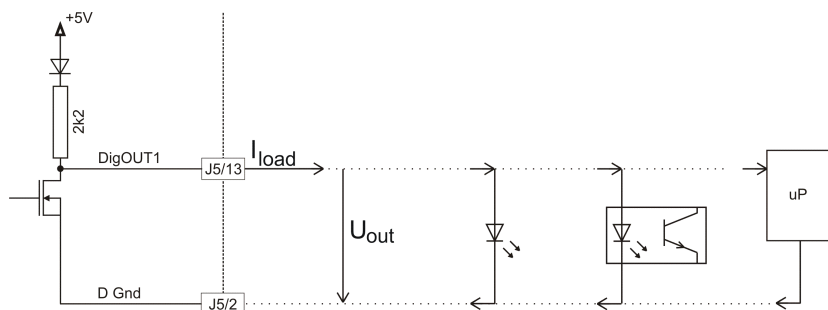 +5V
2k2
DigOUT1
J5/13
Iload
Uout
uP
D Gnd
J5/2